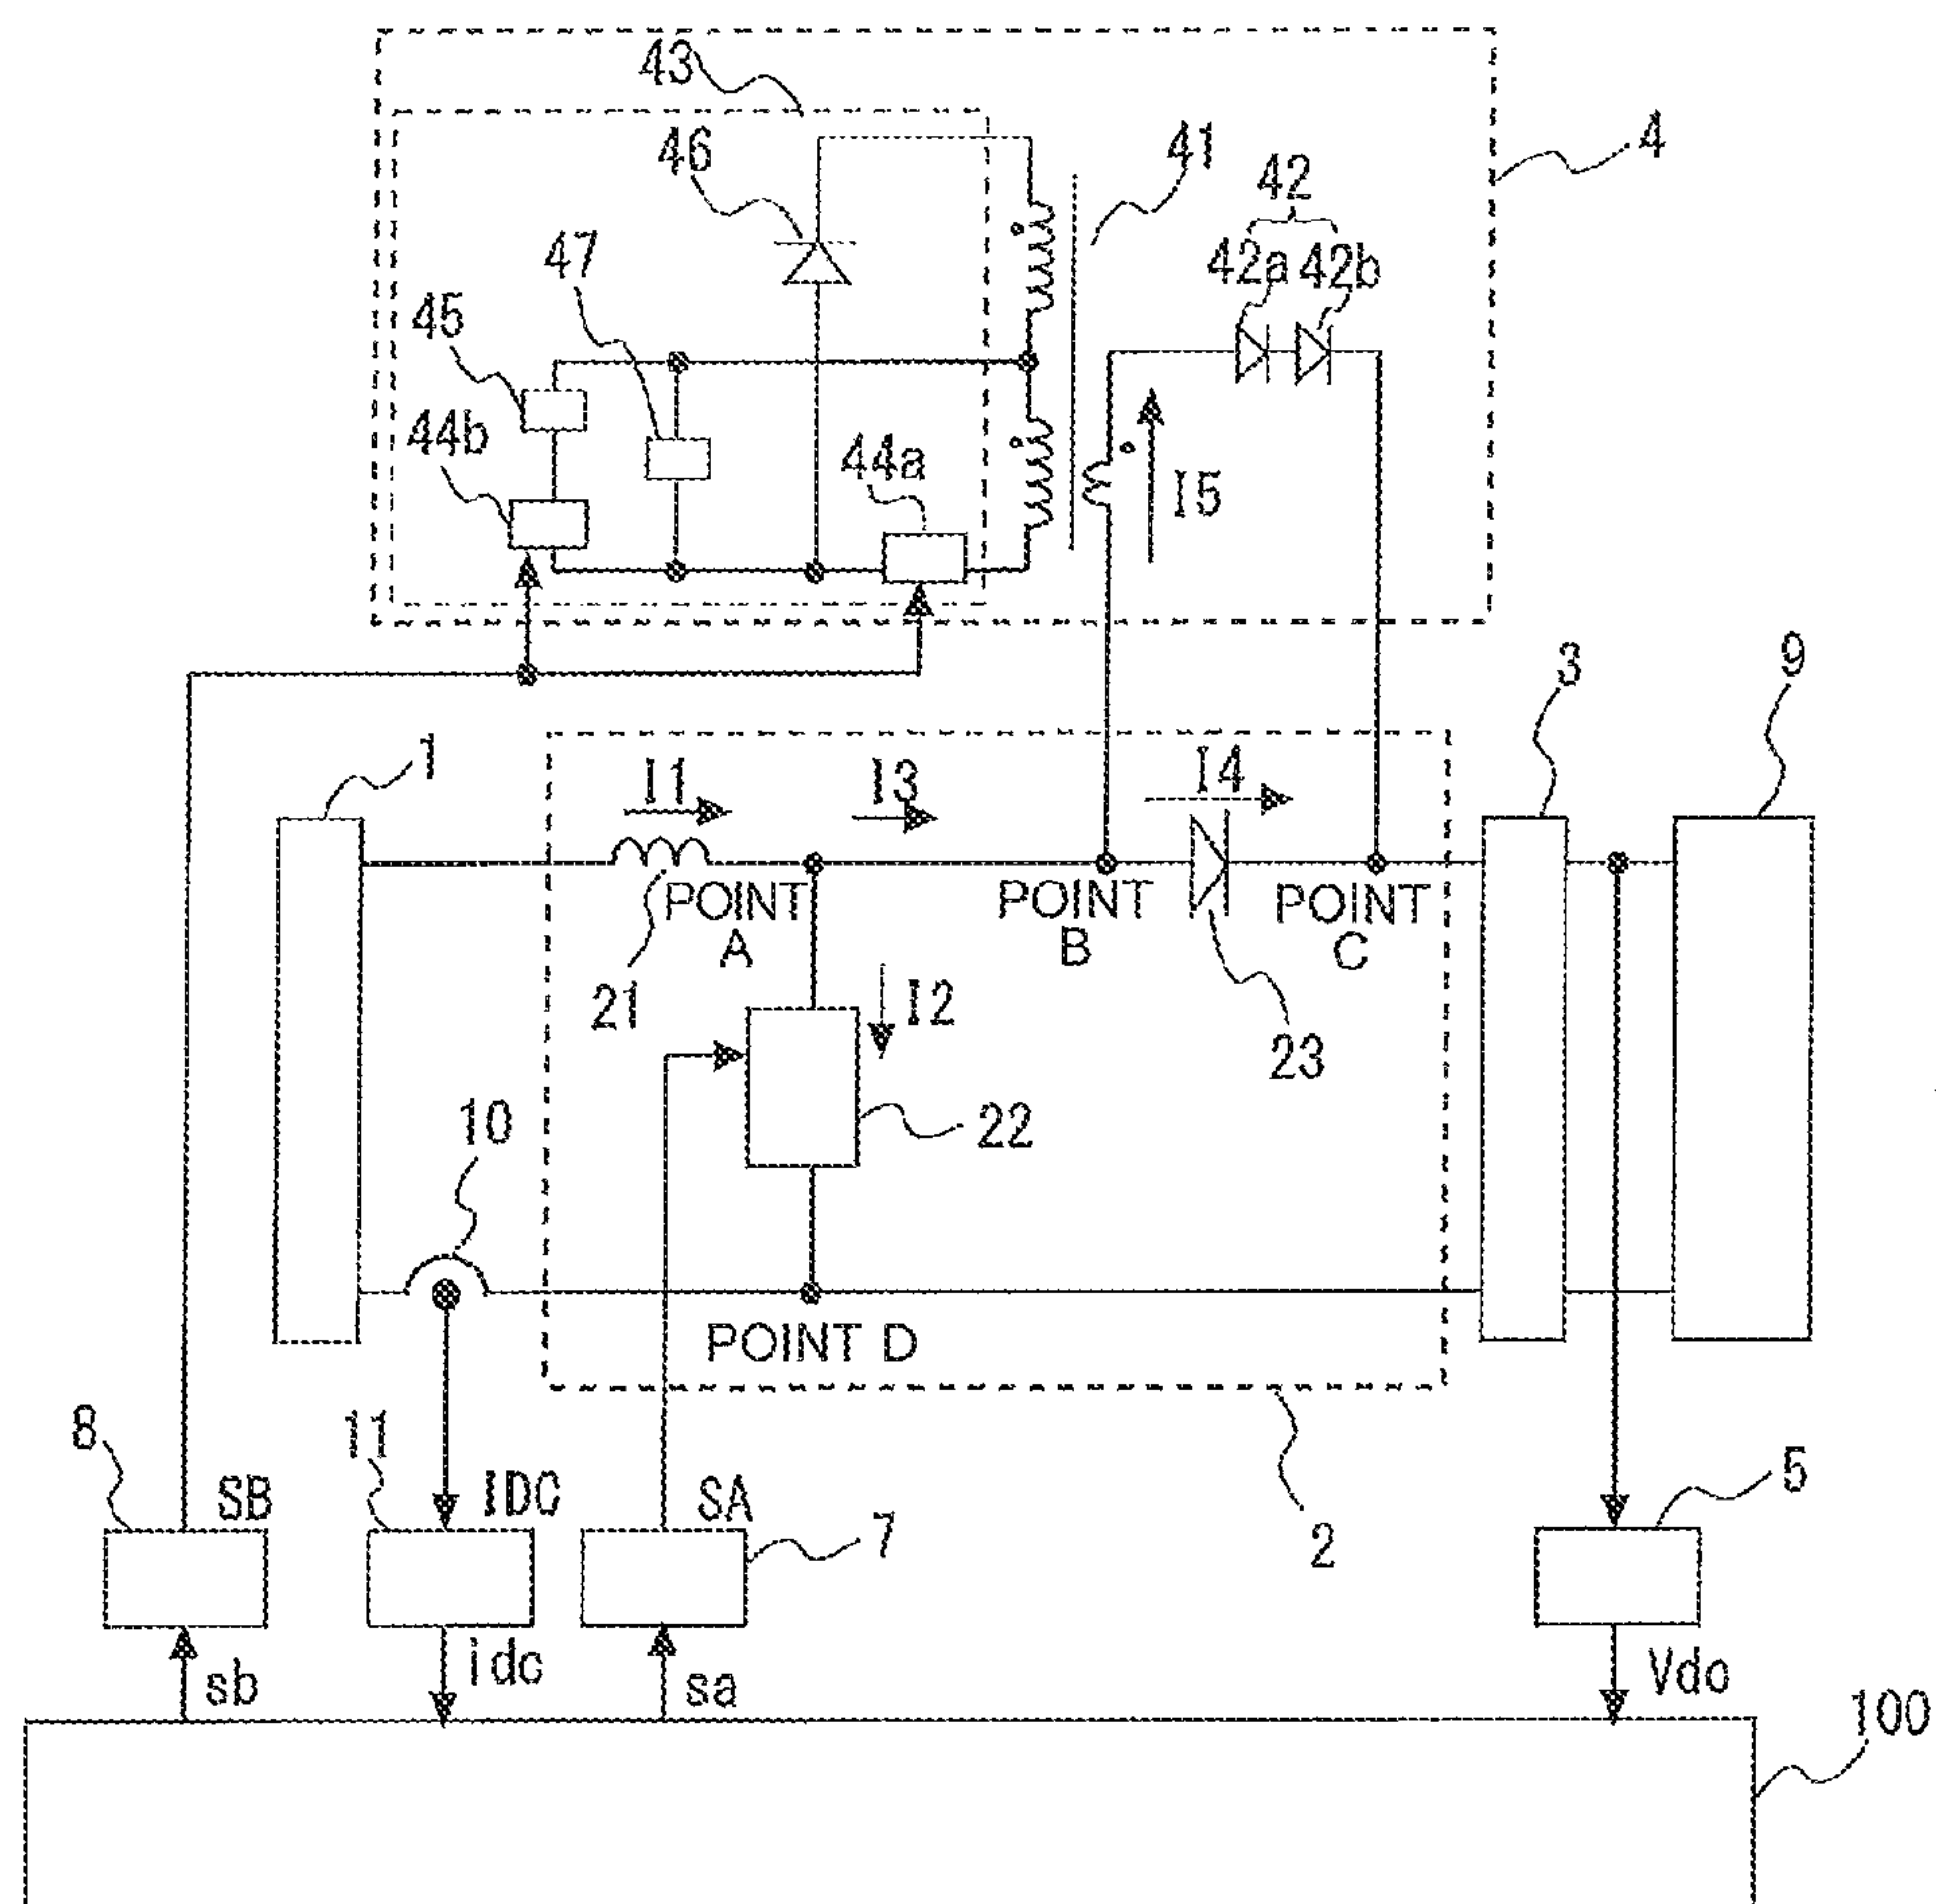 43
4
46
41
42
47
42a 42b
45
44b
44a
I5
3
9
1
I1
I3
I4
POINT A
POINT B
POINT C
21
I2
23
10
22
POINT D
8
SB
11
IDC
SA
7
2
5
sb
idc
sa
Vdo
100